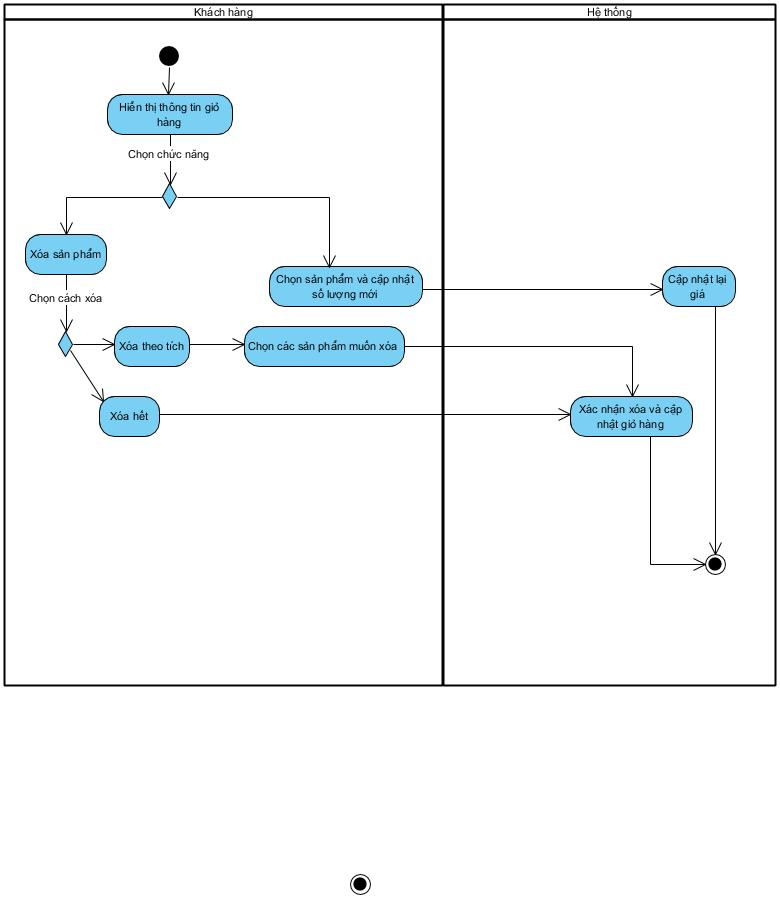 Khách hàng
Hệ thống
Hiển thị thông tin giỏ
hàng
Chọn chức năng
Xóa sản phẩm
Chọn sản phẩm và cập nhật
số lượng mới
Cập nhật lại
giá
Chọn cách xóa
Xóa theo tích
Chọn các sản phẩm muốn xóa
Xóa hết
Xác nhận xóa và cập
nhật giỏ hàng